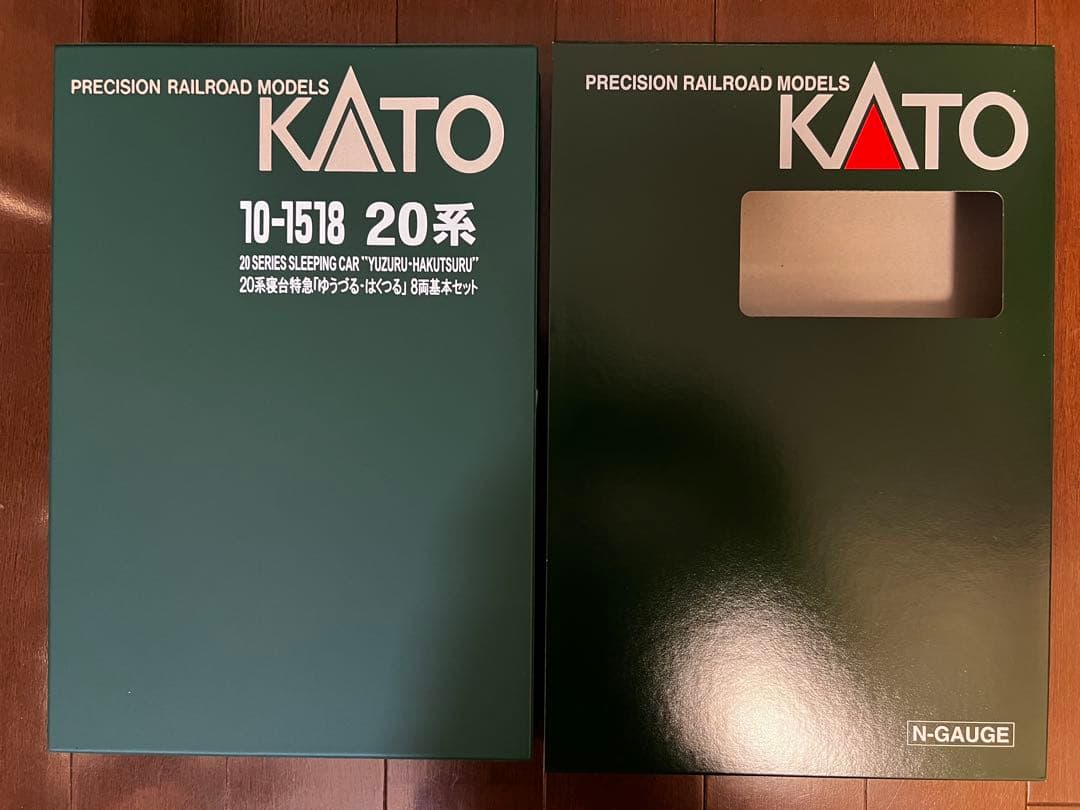 PRECISION RAILROAD MODELS
KATO
10-1518 20系
20 SERIES SLEEPING CAR "YUZURU・HAKUTSURU"
20系寝台特急「ゆうづる・はくつる」8両基本セット
PRECISION RAILROAD MODELS
KATO
N-GAUGE